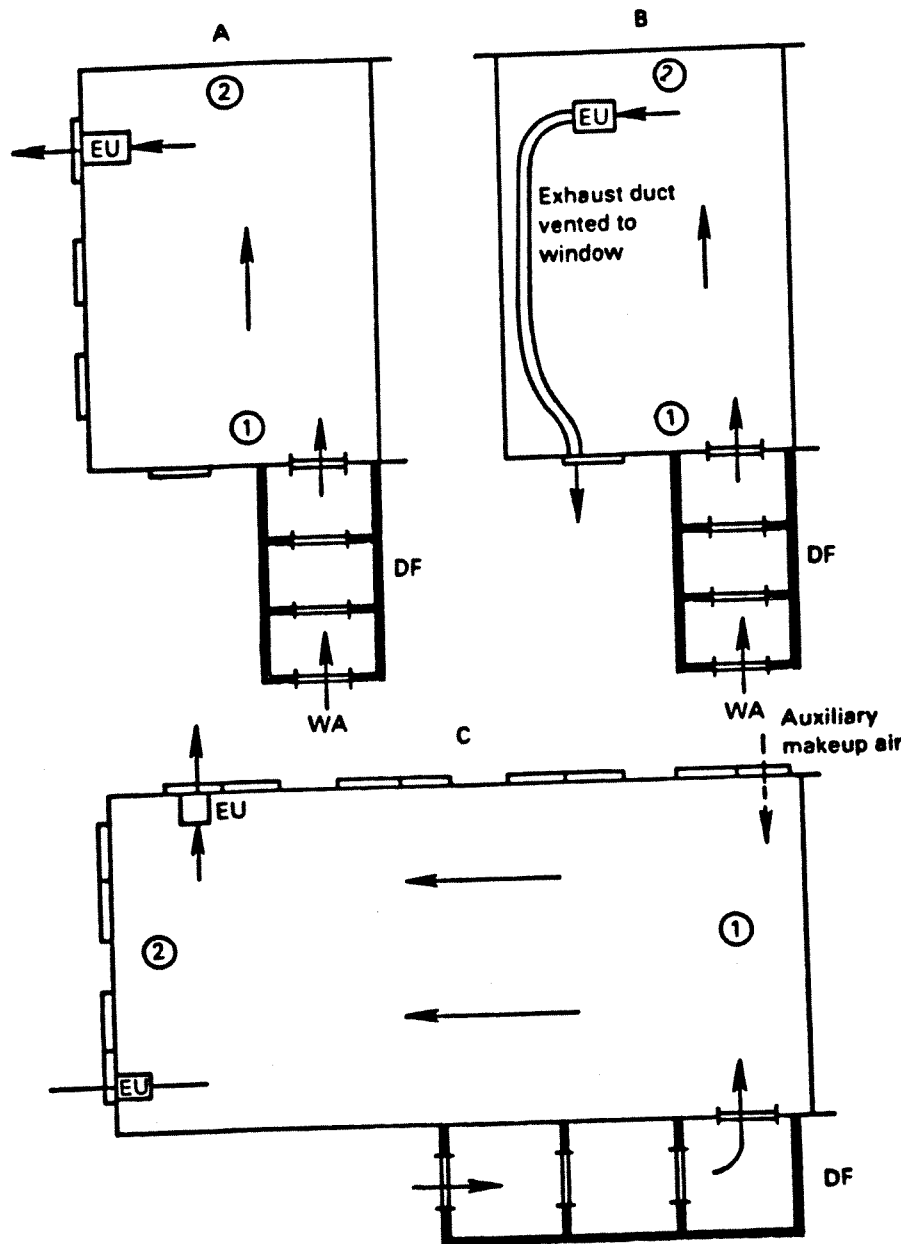 A
B
②
②
EU
EU
Exhaust duct
vented to
window
①
①
DF
DF
WA
WA
Auxiliary
makeup air
C
EU
②
①
EU
DF